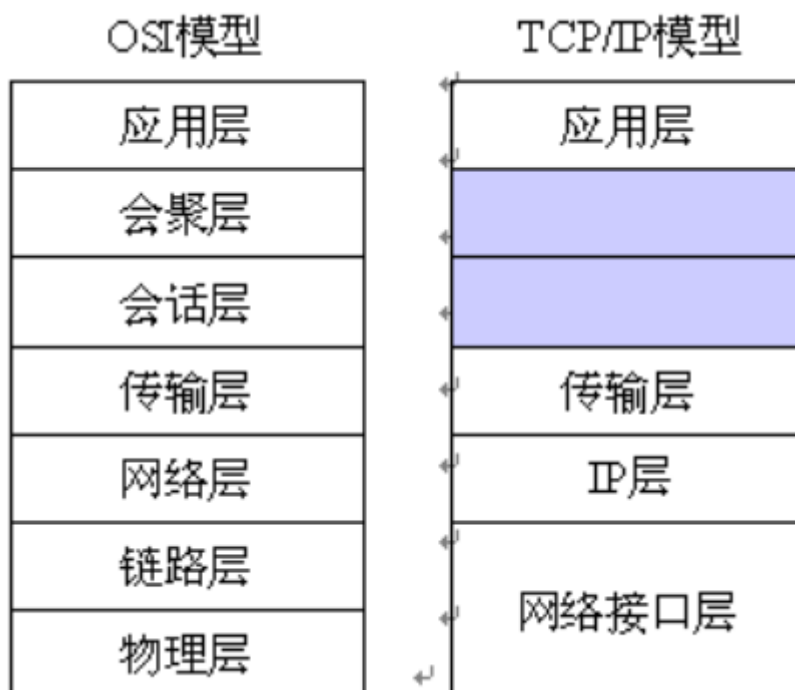 OSI模型
应用层
会聚层
会话层
传输层
网络层
链路层
物理层
TCP/IP模型
应用层
传输层
IP层
网络接口层